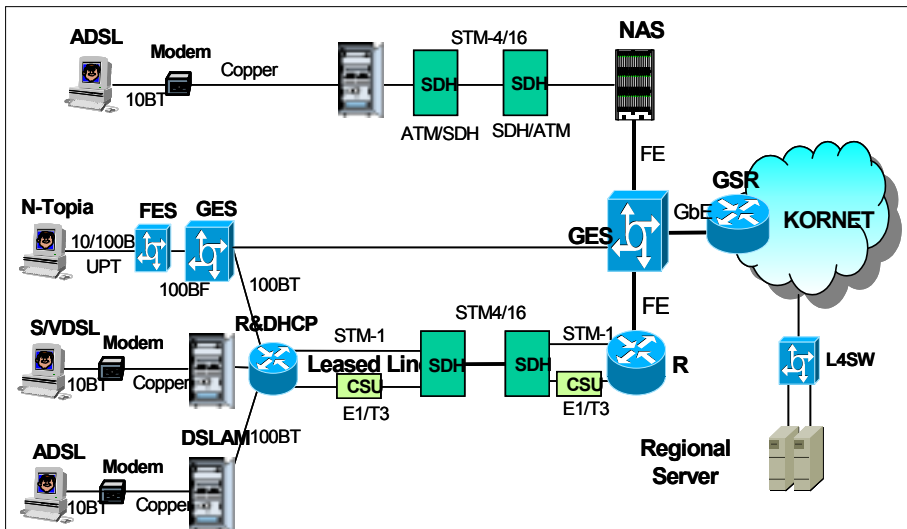 ADSL
Modem
10BT
Copper
STM-4/16
SDH
SDH
ATM/SDH
SDH/ATM
NAS
FE
GSR
GbE
KORNET
GES
N-Topia
10/100B
UPT
FES
GES
100BF
100BT
R&DHCP
STM-1
STM4/16
STM-1
FE
S/VDSL
Modem
10BT
Copper
Leased Line
SDH
SDH
CSU
E1/T3
CSU
E1/T3
R
L4SW
100BT
DSLAM
ADSL
Modem
10BT
Copper
Regional
Server